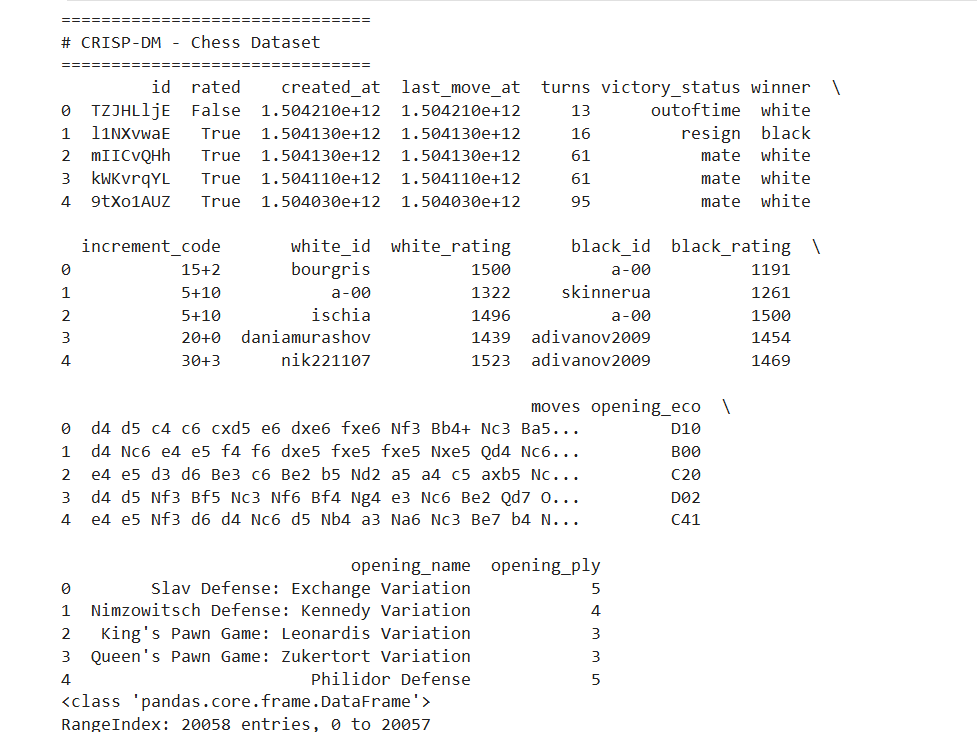 ===============================
# CRISP-DM - Chess Dataset
===============================
         id  rated    created_at  last_move_at  turns victory_status winner  \
0  TZJHLljE  False  1.504210e+12  1.504210e+12     13      outoftime  white
1  l1NXvwaE   True  1.504130e+12  1.504130e+12     16         resign  black
2  mIICvQHh   True  1.504130e+12  1.504130e+12     61           mate  white
3  kWKvrqYL   True  1.504110e+12  1.504110e+12     61           mate  white
4  9tXo1AUZ   True  1.504030e+12  1.504030e+12     95           mate  white
  increment_code       white_id  white_rating      black_id  black_rating  \
0           15+2       bourgris          1500          a-00          1191
1           5+10           a-00          1322     skinnerua          1261
2           5+10         ischia          1496          a-00          1500
3           20+0  daniamurashov          1439  adivanov2009          1454
4           30+3      nik221107          1523  adivanov2009          1469
                                               moves opening_eco  \
0  d4 d5 c4 c6 cxd5 e6 dxe6 fxe6 Nf3 Bb4+ Nc3 Ba5...         D10
1  d4 Nc6 e4 e5 f4 f6 dxe5 fxe5 fxe5 Nxe5 Qd4 Nc6...         B00
2  e4 e5 d3 d6 Be3 c6 Be2 b5 Nd2 a5 a4 c5 axb5 Nc...         C20
3  d4 d5 Nf3 Bf5 Nc3 Nf6 Bf4 Ng4 e3 Nc6 Be2 Qd7 O...         D02
4  e4 e5 Nf3 d6 d4 Nc6 d5 Nb4 a3 Na6 Nc3 Be7 b4 N...         C41
                             opening_name  opening_ply
0        Slav Defense: Exchange Variation            5
1  Nimzowitsch Defense: Kennedy Variation            4
2   King's Pawn Game: Leonardis Variation            3
3  Queen's Pawn Game: Zukertort Variation            3
4                        Philidor Defense            5
<class 'pandas.core.frame.DataFrame'>
RangeIndex: 20058 entries, 0 to 20057